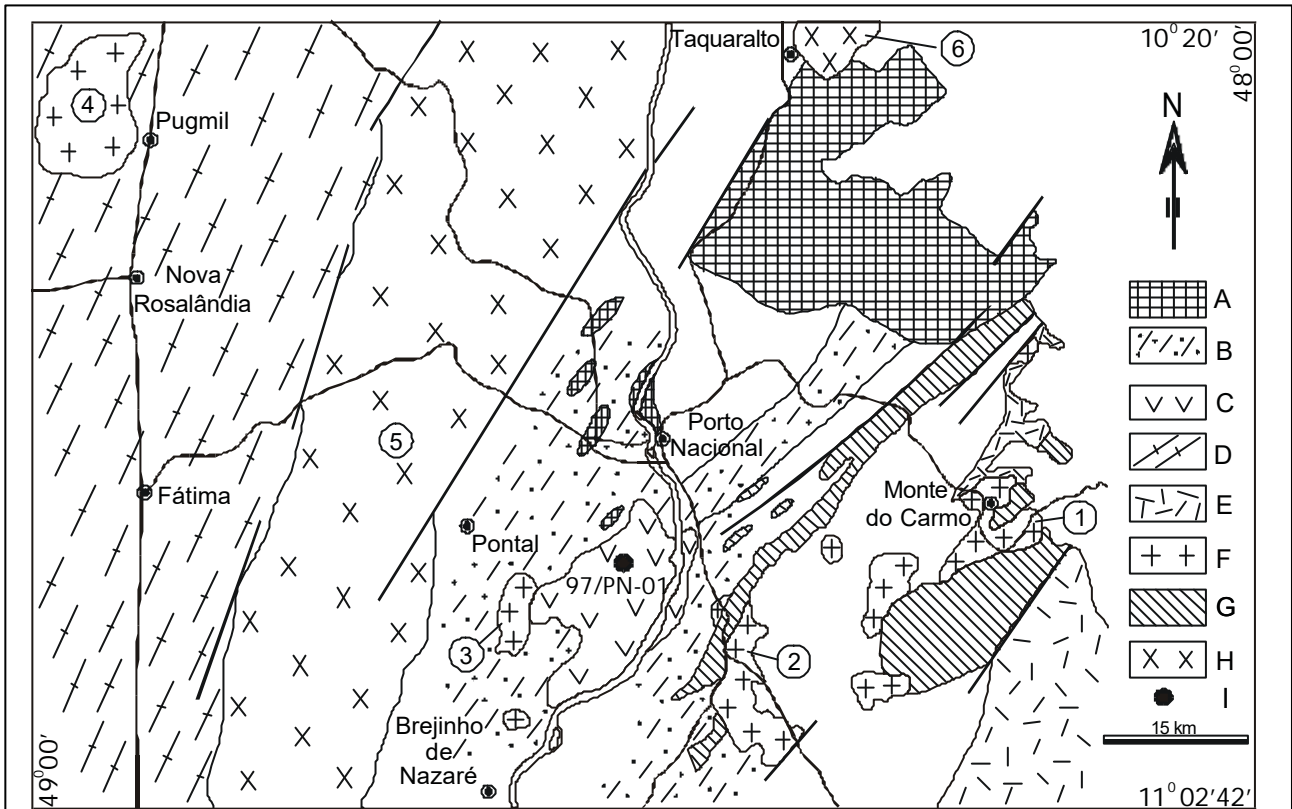 Taquaralto
6
10° 20'
48° 00'
4
Pugmil
N
Nova
Rosalândia
A
B
C
5
Porto
Nacional
D
Fátima
Monte
do Carmo
E
1
Pontal
F
97/PN-01
G
3
2
H
I
Brejinho
de
Nazaré
15 km
49° 00'
11° 02'42'